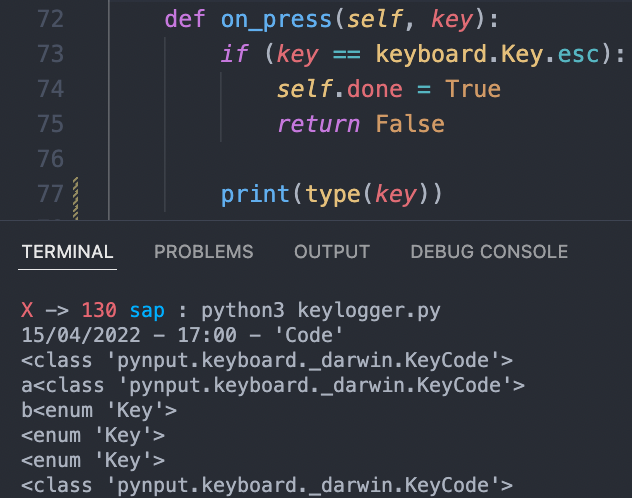 72 def on_press(self, key):
73 if (key == keyboard.Key.esc):
74 self.done = True
75 return False
76
77 print(type(key))
TERMINAL PROBLEMS OUTPUT DEBUG CONSOLE
X -> 130 sap : python3 keylogger.py
15/04/2022 - 17:00 - 'Code'
<class 'pynput.keyboard._darwin.KeyCode'>
a<class 'pynput.keyboard._darwin.KeyCode'>
b<enum 'Key'>
<enum 'Key'>
<enum 'Key'>
<class 'pynput.keyboard._darwin.KeyCode'>